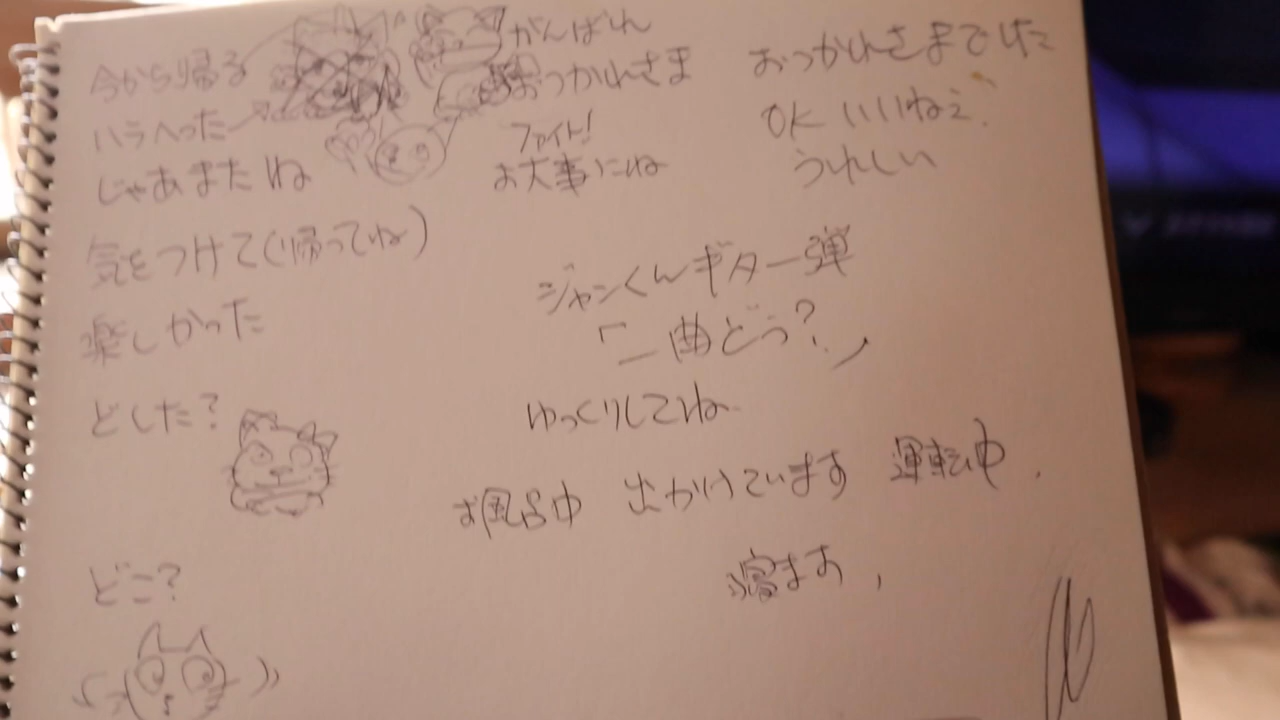 今から帰る
ハラへった
じゃあまたね
気をつけて(帰ってね)
楽しかった
どした?
どこ?
がんばれ
おつかれさま
ファイト!
お大事にね
おつかれさまでした
OK いいねえ.
うれしい
ジャンくんギター弾
「一曲どう?」
ゆっくりしてね
お風呂中 出かけています 運転中.
寝ます,